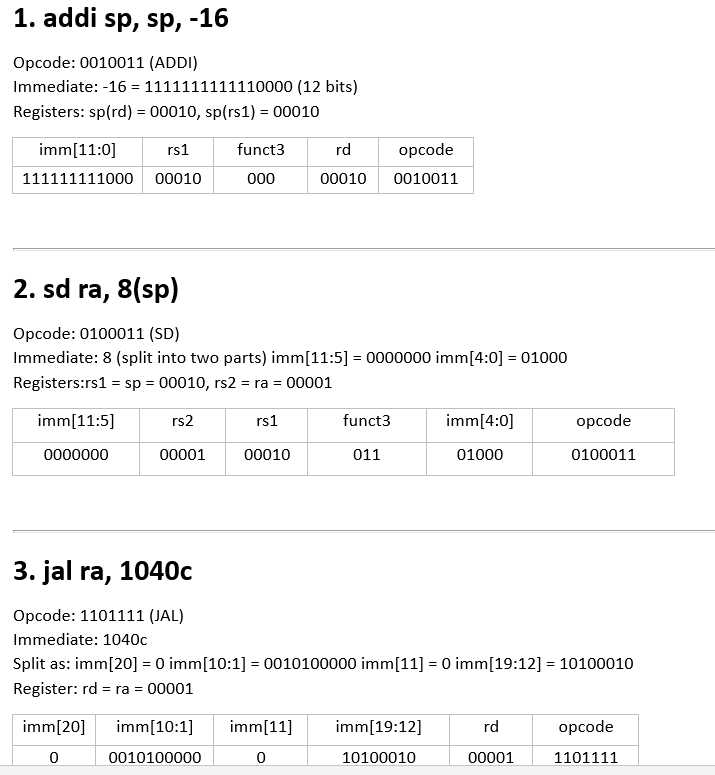 1. addi sp, sp, -16
Opcode: 0010011 (ADDI)
Immediate: -16 = 1111111111110000 (12 bits)
Registers: sp(rd) = 00010, sp(rs1) = 00010
imm[11:0] rs1 funct3 rd opcode
111111111000 00010 000 00010 0010011
2. sd ra, 8(sp)
Opcode: 0100011 (SD)
Immediate: 8 (split into two parts) imm[11:5] = 0000000 imm[4:0] = 01000
Registers:rs1 = sp = 00010, rs2 = ra = 00001
imm[11:5] rs2 rs1 funct3 imm[4:0] opcode
0000000 00001 00010 011 01000 0100011
3. jal ra, 1040c
Opcode: 1101111 (JAL)
Immediate: 1040c
Split as: imm[20] = 0 imm[10:1] = 0010100000 imm[11] = 0 imm[19:12] = 10100010
Register: rd = ra = 00001
imm[20] imm[10:1] imm[11] imm[19:12] rd opcode
0 0010100000 0 10100010 00001 1101111